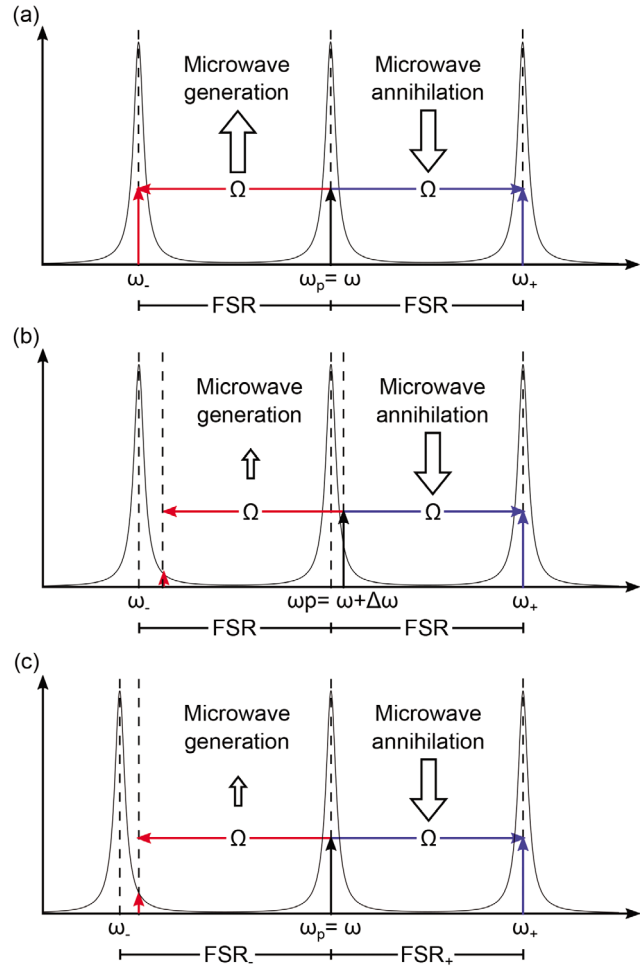 (a)
Microwave generation
Microwave annihilation
Ω
Ω
ω₋
ωₚ= ω
ω₊
FSR
FSR
(b)
Microwave generation
Microwave annihilation
Ω
Ω
ω₋
ωp= ω+Δω
ω₊
FSR
FSR
(c)
Microwave generation
Microwave annihilation
Ω
Ω
ω₋
ωₚ= ω
ω₊
FSR₋
FSR₊